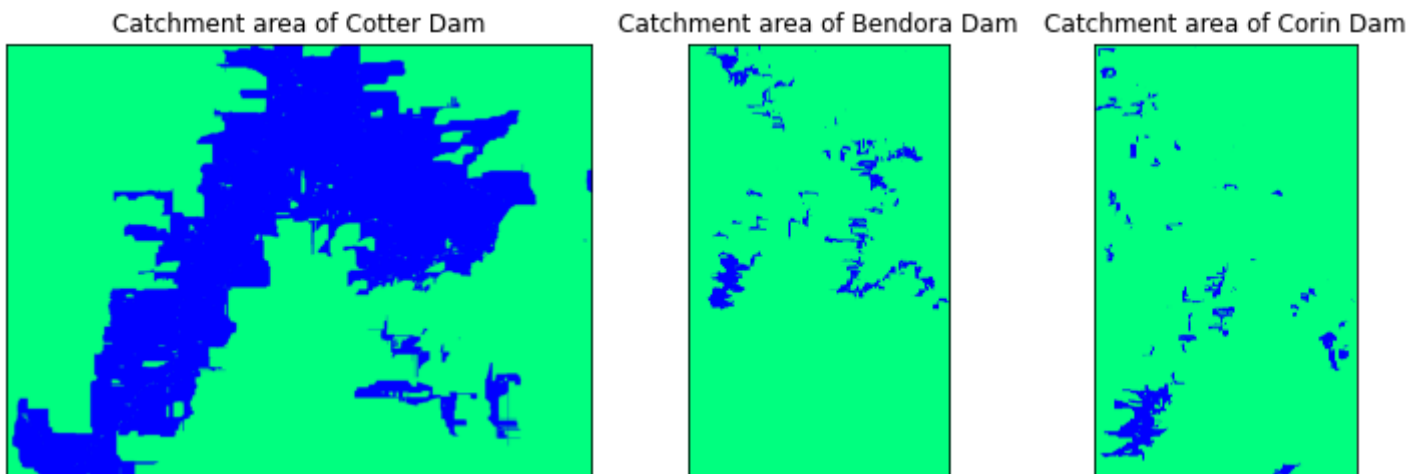 Catchment area of Cotter Dam
Catchment area of Bendora Dam
Catchment area of Corin Dam